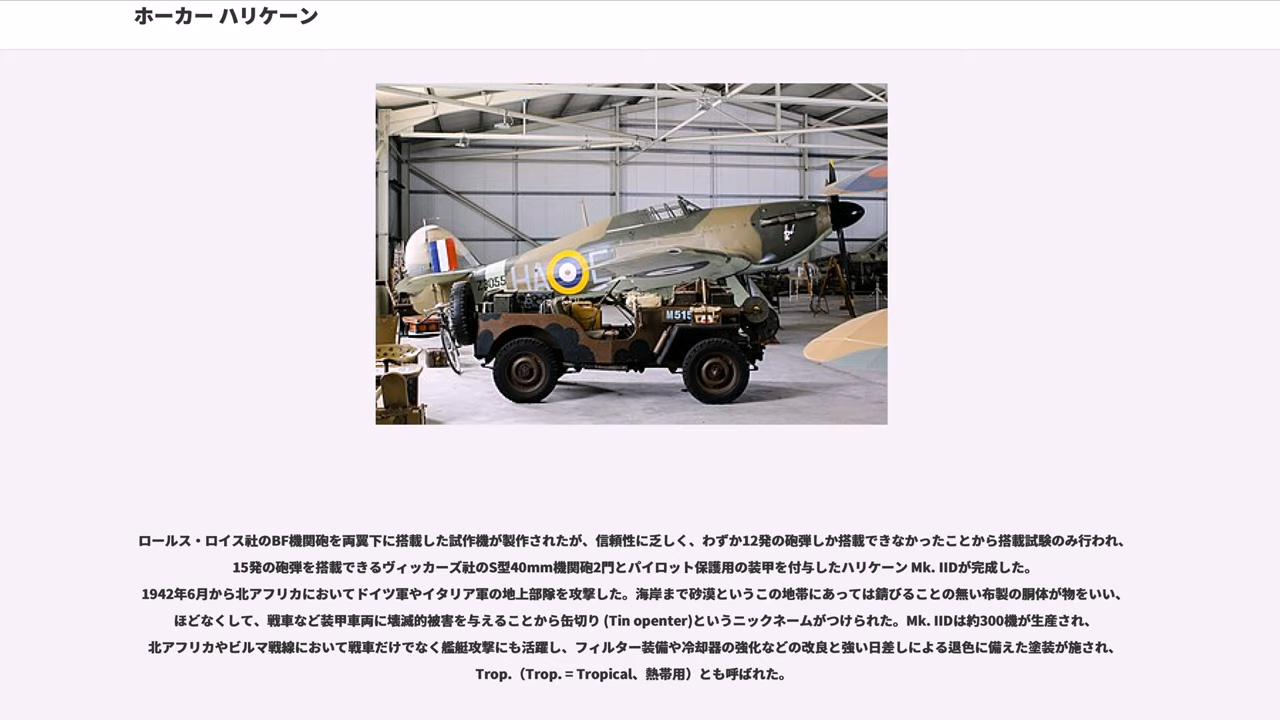 ホーカー ハリケーン
Z3055
HA
E
M515
ロールス・ロイス社のBF機関砲を両翼下に搭載した試作機が製作されたが、信頼性に乏しく、わずか12発の砲弾しか搭載できなかったことから搭載試験のみ行われ、
15発の砲弾を搭載できるヴィッカーズ社のS型40mm機関砲2門とパイロット保護用の装甲を付与したハリケーン Mk. IIDが完成した。
1942年6月から北アフリカにおいてドイツ軍やイタリア軍の地上部隊を攻撃した。海岸まで砂漠というこの地帯にあっては錆びることの無い布製の胴体が物をいい、
ほどなくして、戦車など装甲車両に壊滅的被害を与えることから缶切り (Tin openter)というニックネームがつけられた。Mk. IIDは約300機が生産され、
北アフリカやビルマ戦線において戦車だけでなく艦艇攻撃にも活躍し、フィルター装備や冷却器の強化などの改良と強い日差しによる退色に備えた塗装が施され、
Trop.（Trop. = Tropical、熱帯用）とも呼ばれた。